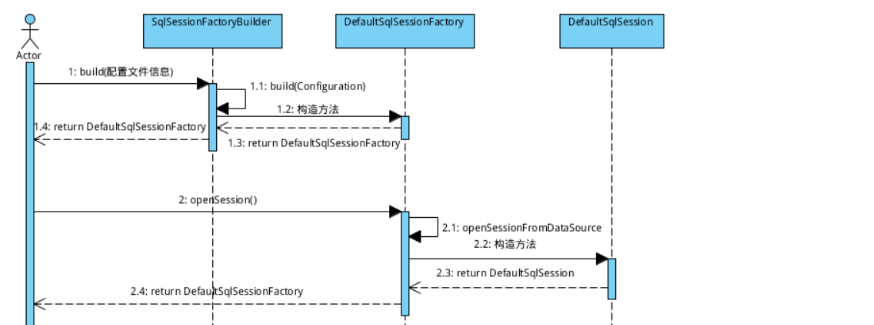 SqlSessionFactoryBuilder
DefaultSqlSessionFactory
DefaultSqlSession
Actor
1: build(配置文件信息)
1.1: build(Configuration)
1.2: 构造方法
1.4: return DefaultSqlSessionFactory
1.3: return DefaultSqlSessionFactory
2: openSession()
2.1: openSessionFromDataSource
2.2: 构造方法
2.3: return DefaultSqlSession
2.4: return DefaultSqlSessionFactory